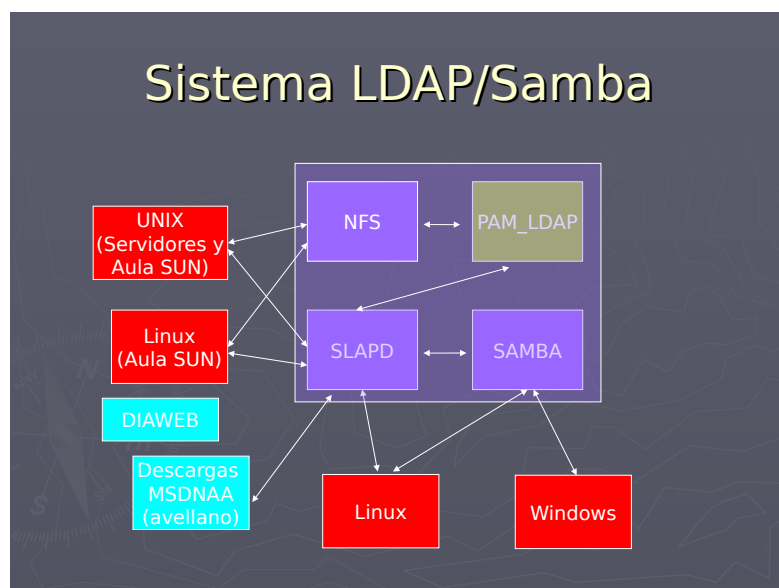 Sistema LDAP/Samba
NFS
PAM_LDAP
UNIX
(Servidores y
Aula SUN)
Linux
(Aula SUN)
SLAPD
SAMBA
DIAWEB
Descargas
MSDNAA
(avellano)
Linux
Windows